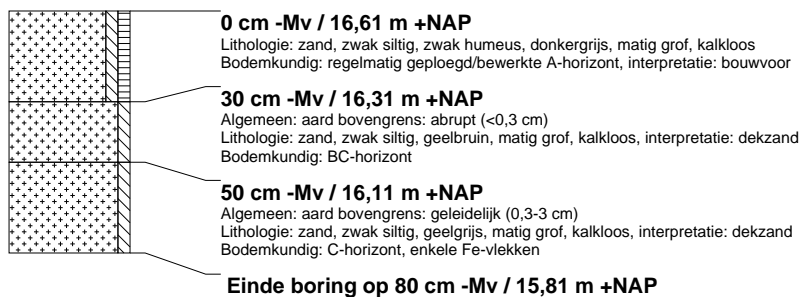 0 cm -Mv / 16,61 m +NAP
Lithologie: zand, zwak siltig, zwak humeus, donkergrijs, matig grof, kalkloos
Bodemkundig: regelmatig geploegd/bewerkte A-horizont, interpretatie: bouwvoor
30 cm -Mv / 16,31 m +NAP
Algemeen: aard bovengrens: abrupt (<0,3 cm)
Lithologie: zand, zwak siltig, geelbruin, matig grof, kalkloos, interpretatie: dekzand
Bodemkundig: BC-horizont
50 cm -Mv / 16,11 m +NAP
Algemeen: aard bovengrens: geleidelijk (0,3-3 cm)
Lithologie: zand, zwak siltig, geelgrijs, matig grof, kalkloos, interpretatie: dekzand
Bodemkundig: C-horizont, enkele Fe-vlekken
Einde boring op 80 cm -Mv / 15,81 m +NAP